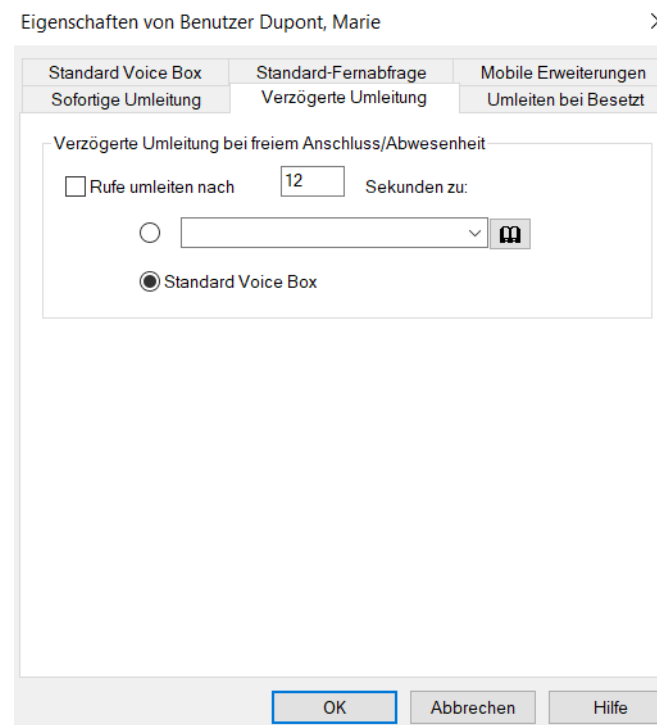 Eigenschaften von Benutzer Dupont, Marie
Standard Voice Box Standard-Fernabfrage Mobile Erweiterungen
Sofortige Umleitung Verzögerte Umleitung Umleiten bei Besetzt
Verzögerte Umleitung bei freiem Anschluss/Abwesenheit
Rufe umleiten nach 12 Sekunden zu:
Standard Voice Box
OK Abbrechen Hilfe